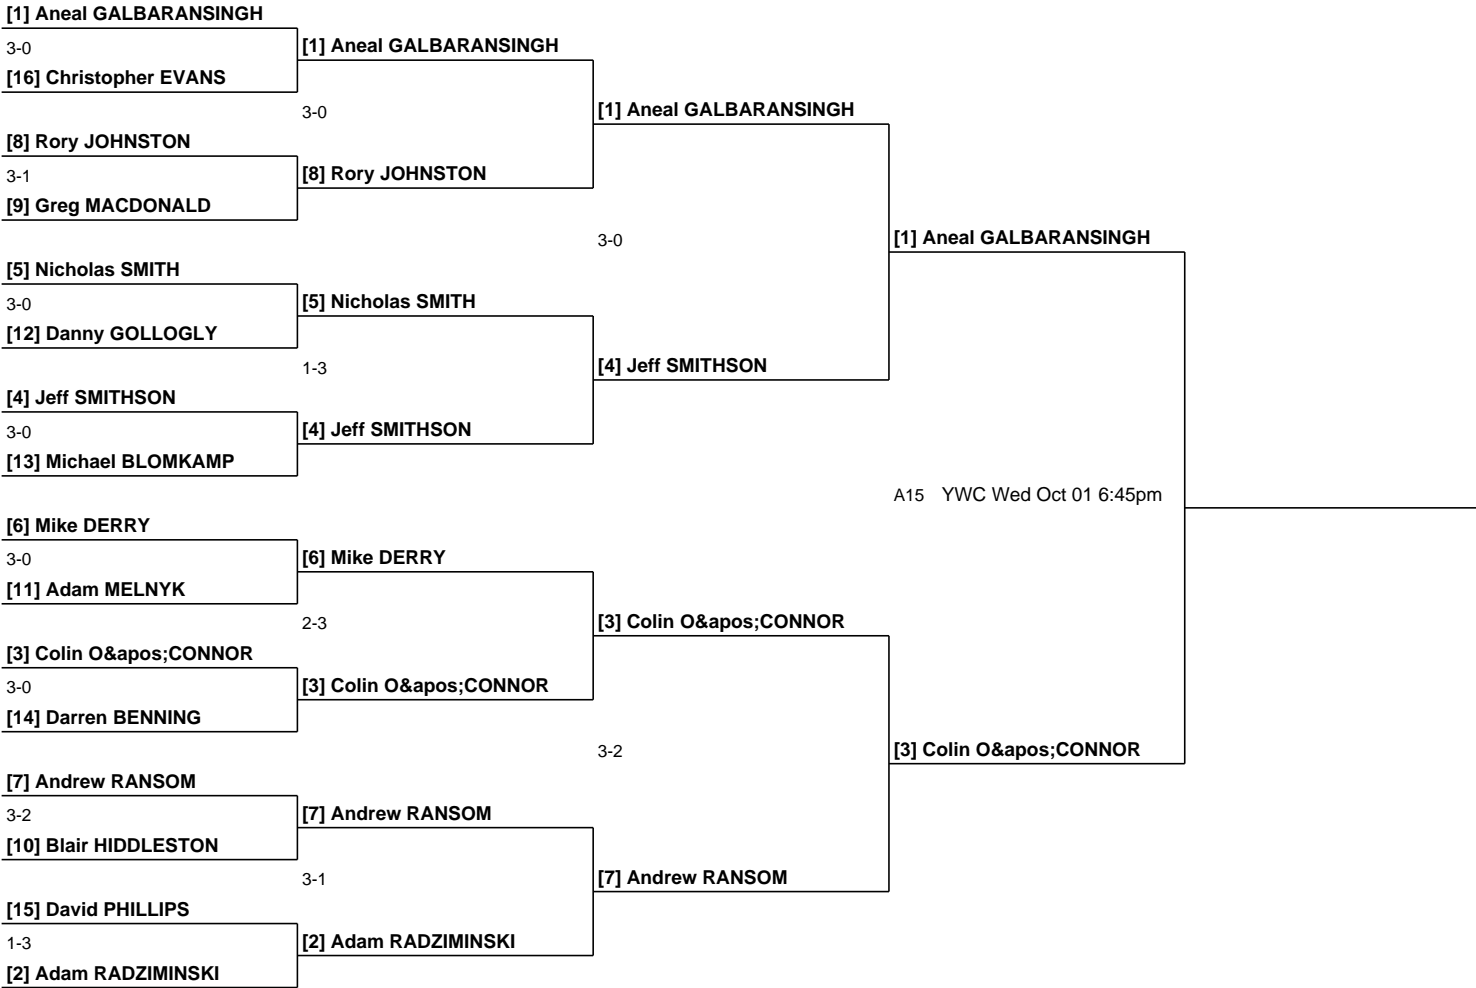 [1] Aneal GALBARANSINGH
3-0
[16] Christopher EVANS
[8] Rory JOHNSTON
3-1
[9] Greg MACDONALD
[5] Nicholas SMITH
3-0
[12] Danny GOLLOGLY
[4] Jeff SMITHSON
3-0
[13] Michael BLOMKAMP
[6] Mike DERRY
3-0
[11] Adam MELNYK
[3] Colin O&apos;CONNOR
3-0
[14] Darren BENNING
[7] Andrew RANSOM
3-2
[10] Blair HIDDLESTON
[15] David PHILLIPS
1-3
[2] Adam RADZIMINSKI
[1] Aneal GALBARANSINGH
3-0
[8] Rory JOHNSTON
[5] Nicholas SMITH
1-3
[4] Jeff SMITHSON
[6] Mike DERRY
2-3
[3] Colin O&apos;CONNOR
[7] Andrew RANSOM
3-1
[2] Adam RADZIMINSKI
[1] Aneal GALBARANSINGH
3-0
[4] Jeff SMITHSON
[3] Colin O&apos;CONNOR
3-2
[7] Andrew RANSOM
[1] Aneal GALBARANSINGH
A15 YWC Wed Oct 01 6:45pm
[3] Colin O&apos;CONNOR